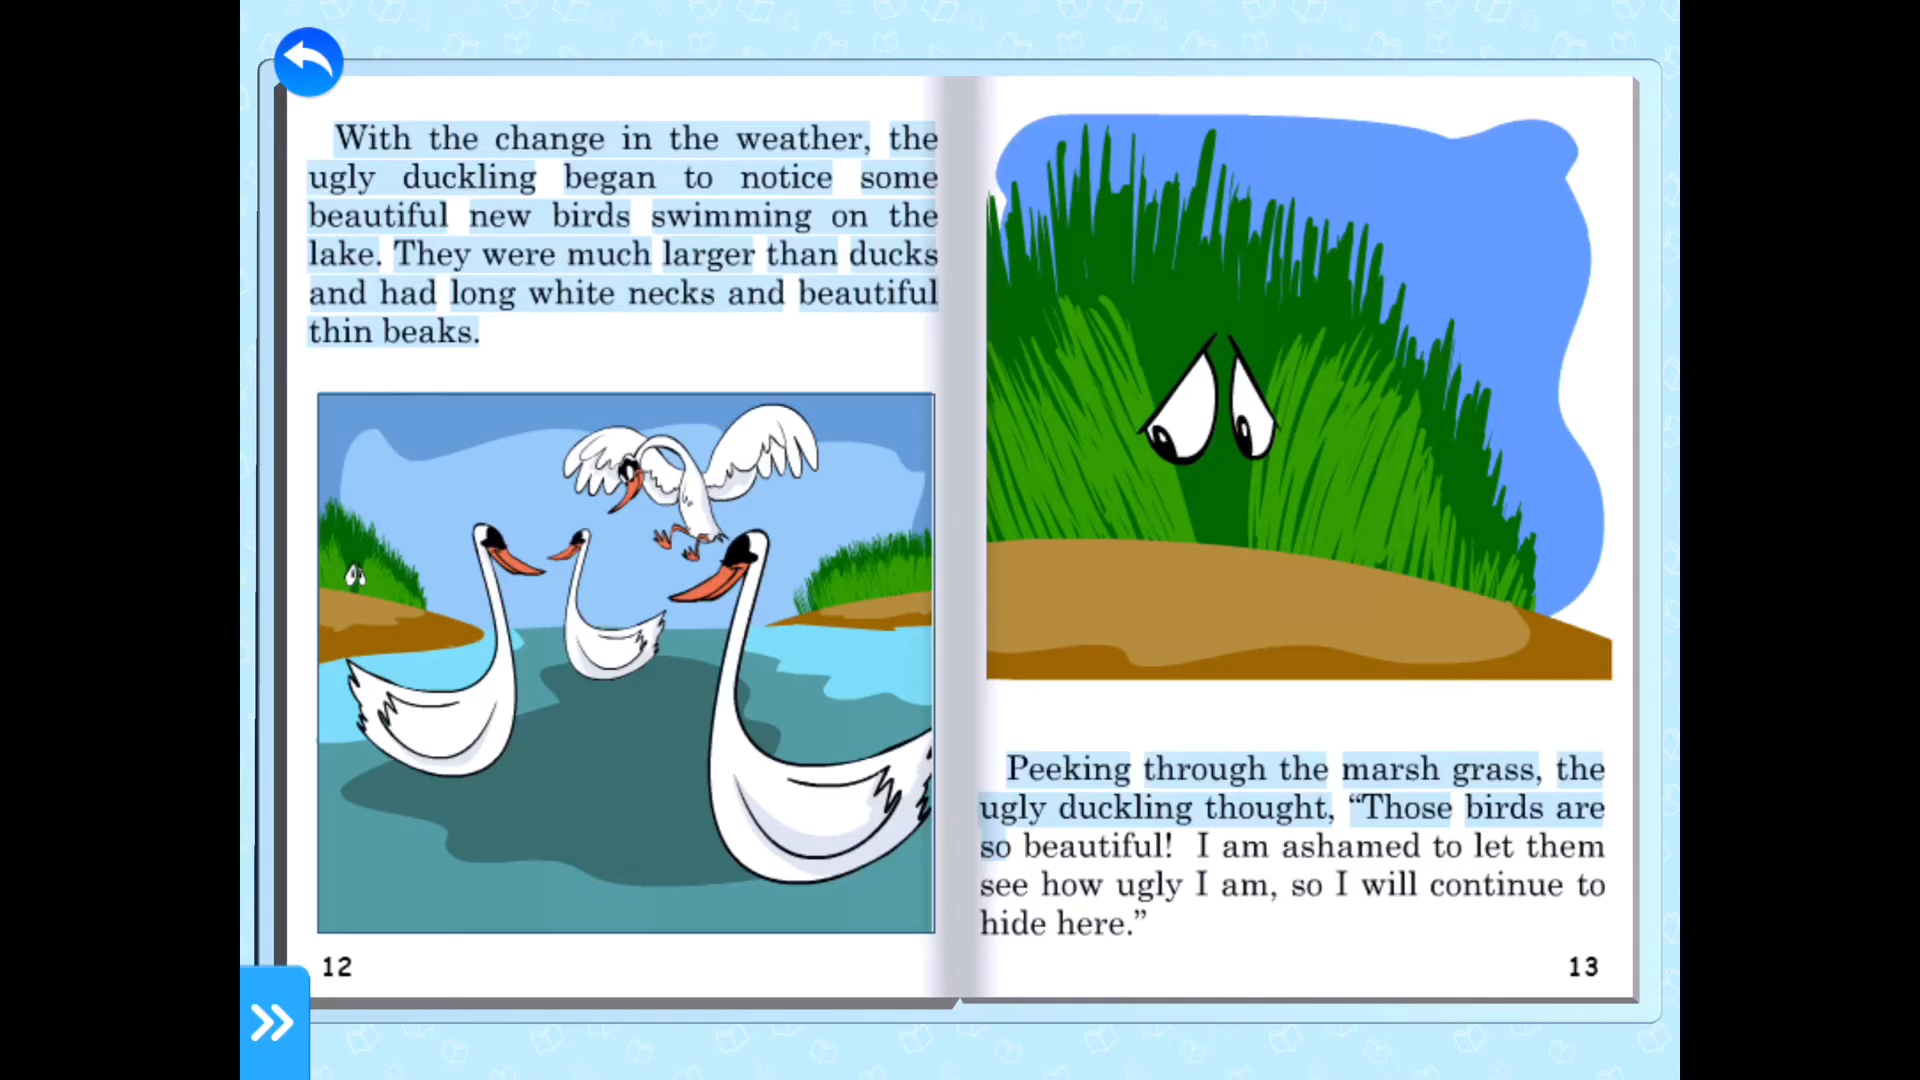 With the change in the weather, the
ugly duckling began to notice some
beautiful new birds swimming on the
lake. They were much larger than ducks
and had long white necks and beautiful
thin beaks.
12
Peeking through the marsh grass, the
ugly duckling thought, “Those birds are
so beautiful! I am ashamed to let them
see how ugly I am, so I will continue to
hide here.”
13